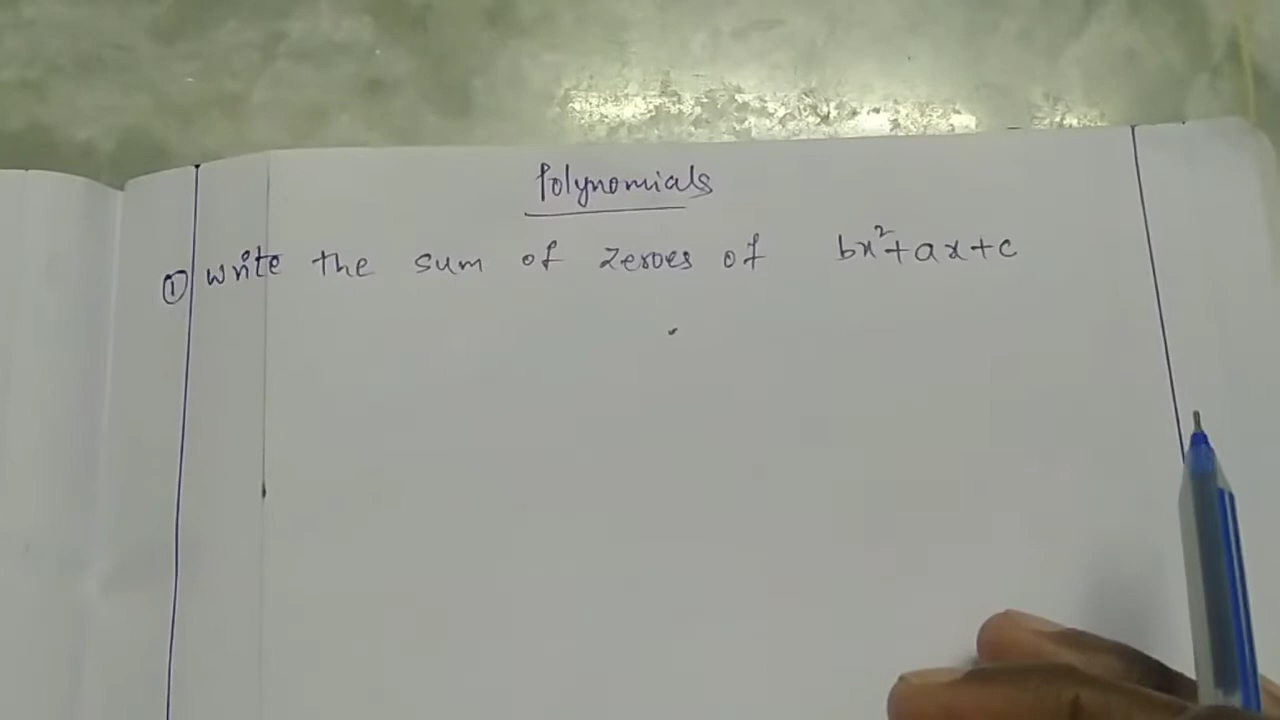 Polynomials
① Write the sum of zeroes of bx²+ax+c